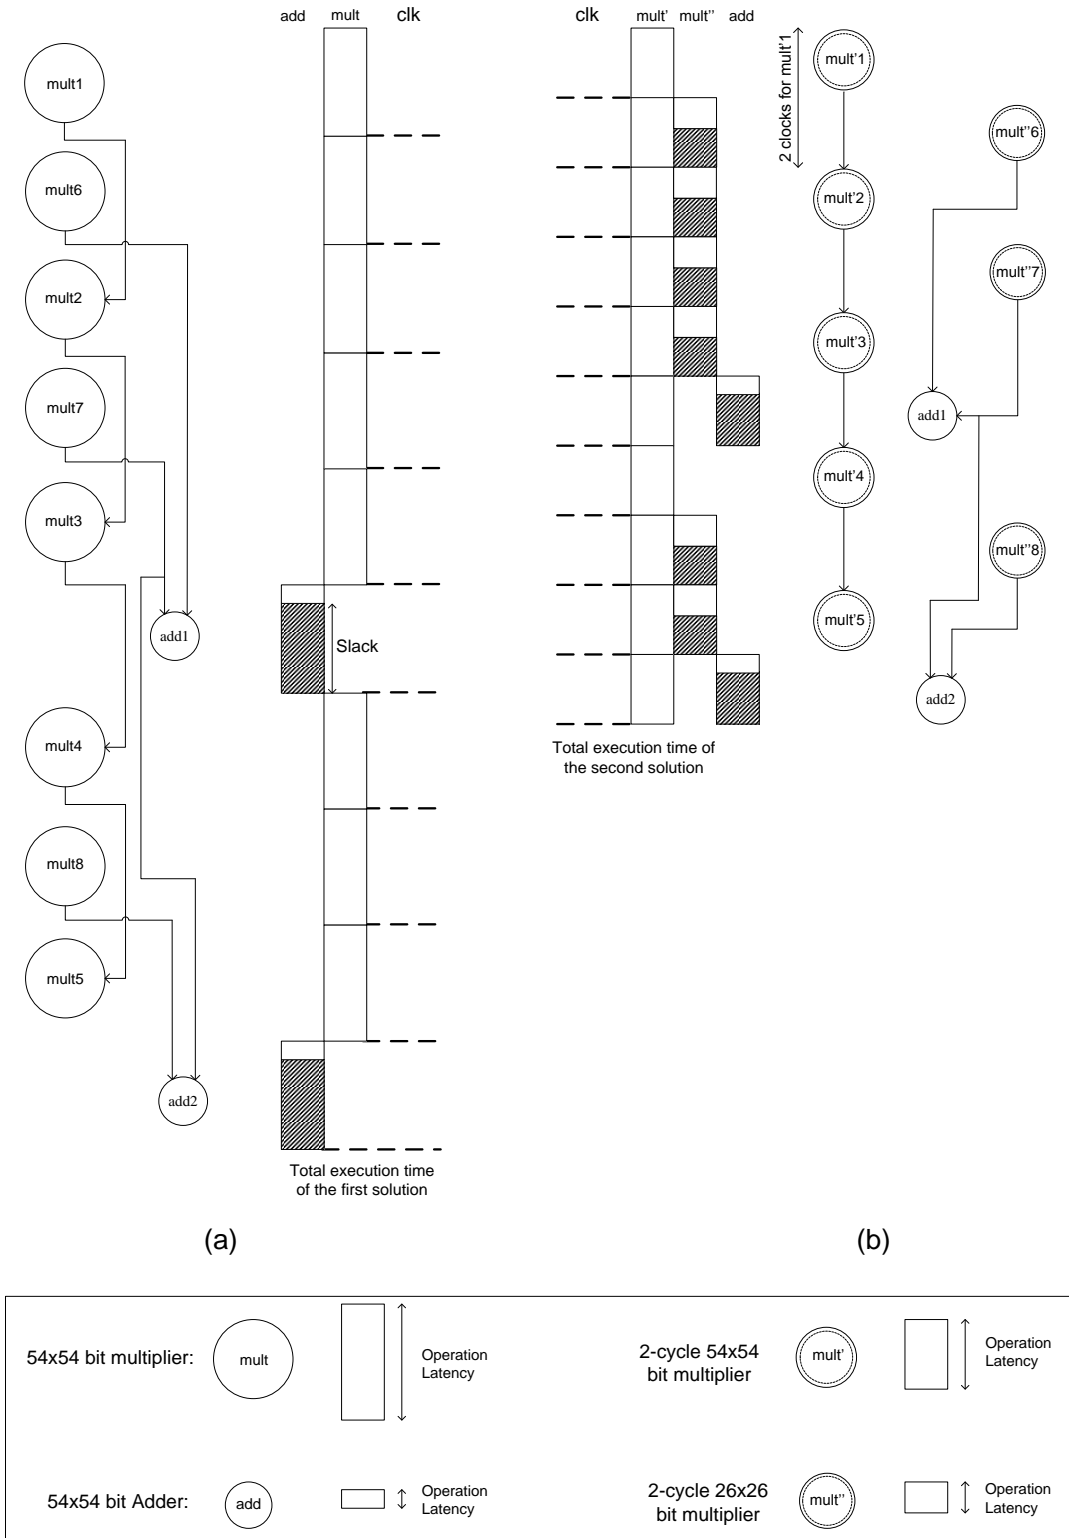 add mult clk
mult1
mult6
mult2
mult7
mult3
add1
mult4
mult8
mult5
add2
Slack
Total execution time
of the first solution
(a)
clk mult' mult'' add
2 clocks for mult'1
mult'1
mult''6
mult'2
mult''7
mult'3
add1
mult'4
mult''8
mult'5
add2
Total execution time of
the second solution
(b)
54x54 bit multiplier:
mult
Operation
Latency
2-cycle 54x54
bit multiplier
mult'
Operation
Latency
54x54 bit Adder:
add
Operation
Latency
2-cycle 26x26
bit multiplier
mult''
Operation
Latency